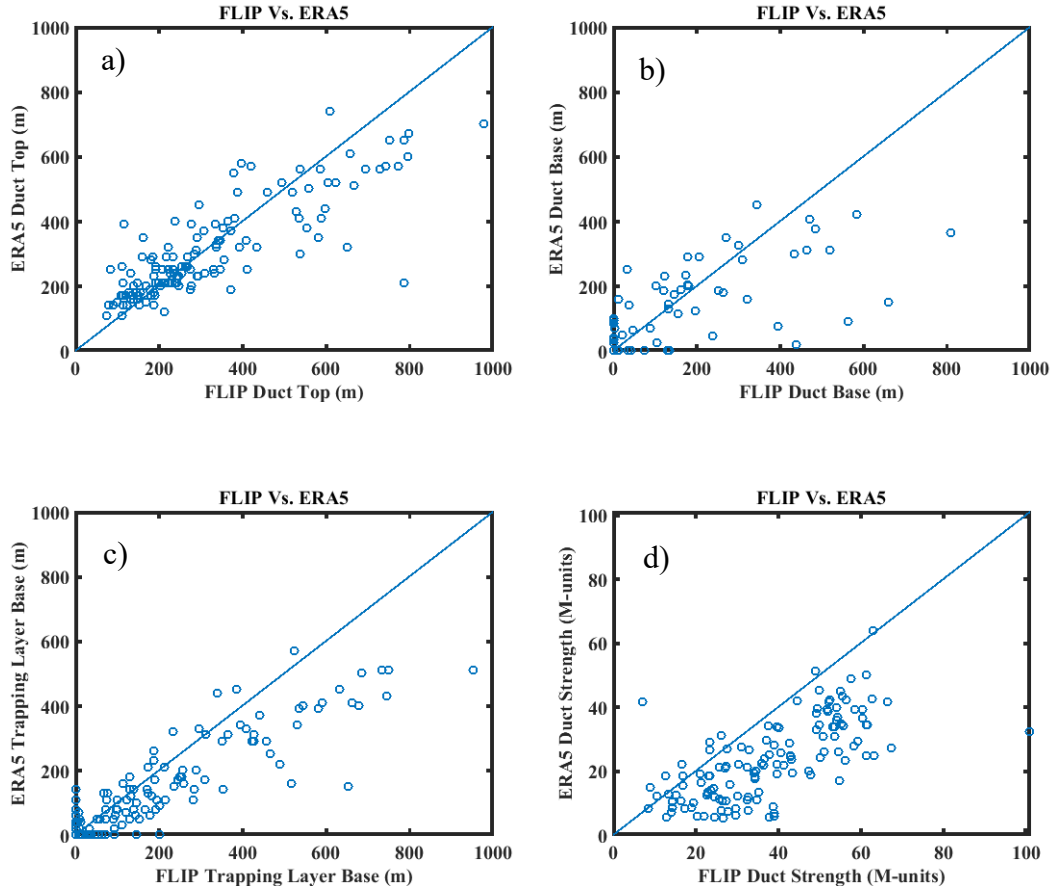 FLIP Vs. ERA5
a)
1000
800
600
400
200
0
ERA5 Duct Top (m)
0 200 400 600 800 1000
FLIP Duct Top (m)
FLIP Vs. ERA5
b)
1000
800
600
400
200
0
ERA5 Duct Base (m)
0 200 400 600 800 1000
FLIP Duct Base (m)
FLIP Vs. ERA5
c)
1000
800
600
400
200
0
ERA5 Trapping Layer Base (m)
0 200 400 600 800 1000
FLIP Trapping Layer Base (m)
FLIP Vs. ERA5
d)
100
80
60
40
20
0
ERA5 Duct Strength (M-units)
0 20 40 60 80 100
FLIP Duct Strength (M-units)